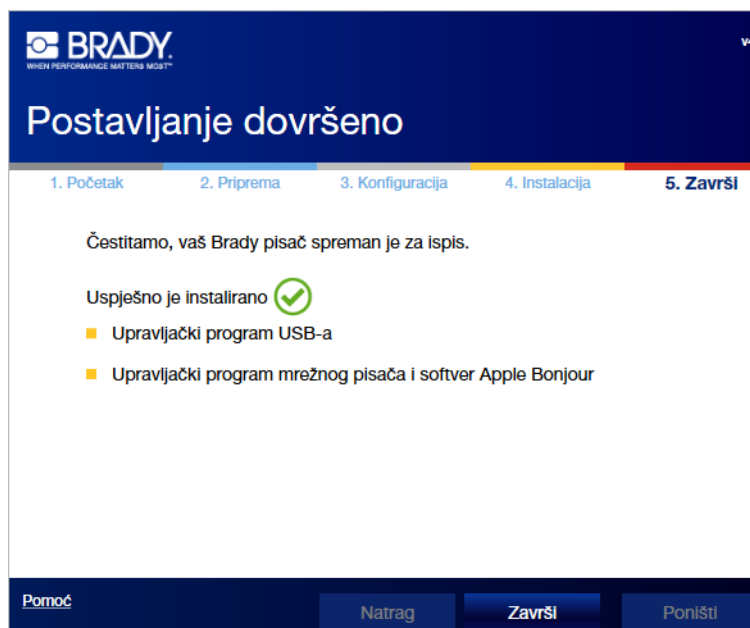 BRADY.
WHEN PERFORMANCE MATTERS MOST™
Postavljanje dovršeno
1. Početak 2. Priprema 3. Konfiguracija 4. Instalacija 5. Završi
Čestitamo, vaš Brady pisač spreman je za ispis.
Uspješno je instalirano
Upravljački program USB-a
Upravljački program mrežnog pisača i softver Apple Bonjour
Pomoć
Natrag Završi Poništi